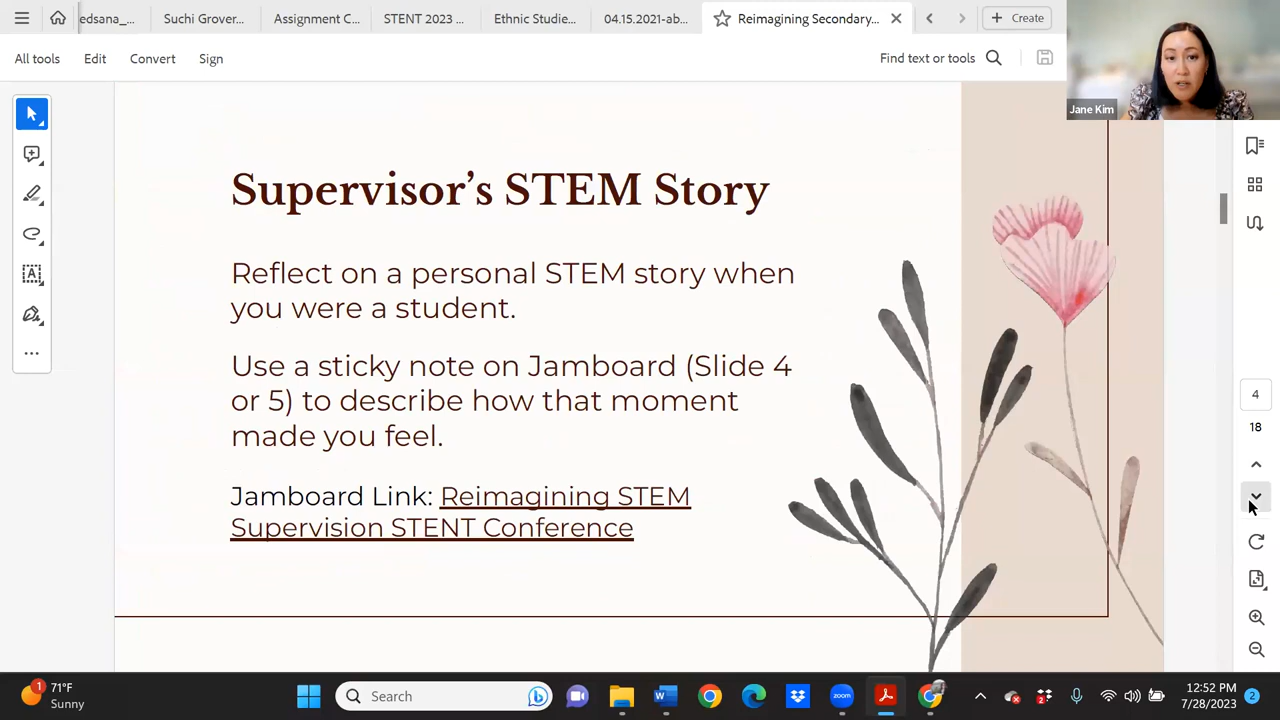 edsana_...
Suchi Grover...
Assignment C...
STENT 2023 ...
Ethnic Studie...
04.15.2021-ab...
Reimagining Secondary...
Create
All tools
Edit
Convert
Sign
Find text or tools
Jane Kim
Supervisor's STEM Story
Reflect on a personal STEM story when
you were a student.
Use a sticky note on Jamboard (Slide 4
or 5) to describe how that moment
made you feel.
Jamboard Link: Reimagining STEM
Supervision STENT Conference
4
18
1
71°F
Sunny
Search
12:52 PM
7/28/2023
2